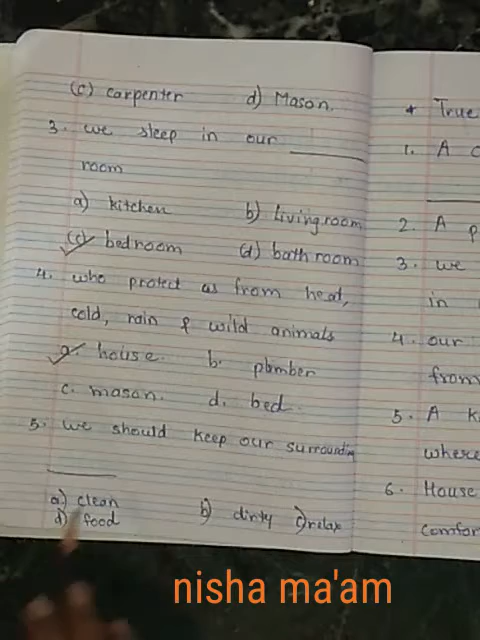 (c) carpenter d) Mason.
3. we sleep in our ______
room
a) kitchen b) Living room
(c) bedroom (d) bath room
4. who protect us from heat,
cold, rain & wild animals
a. house. b. plomber
c. mason. d. bed.
5. we should keep our surrounding
______
a) clean b) dirty c) relax
d) food
* True
1. A
2. A
3. we
in
4. our
from
5. A
where
6. House
nisha ma'am